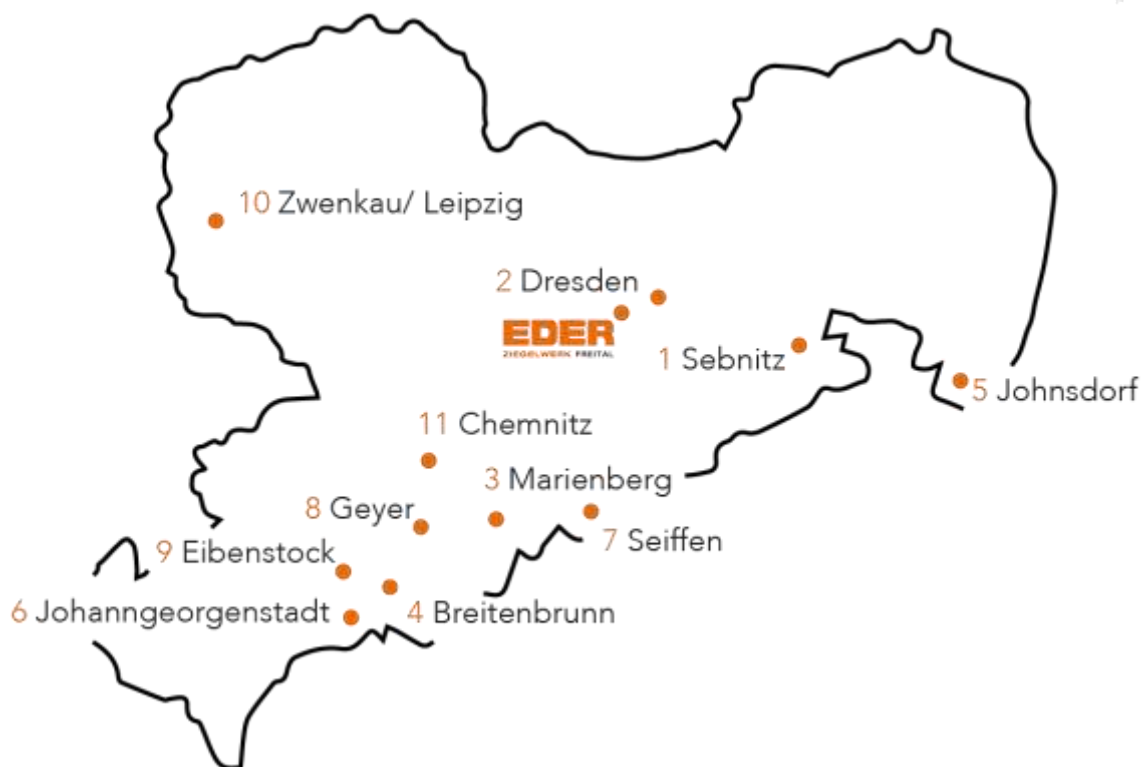 10 Zwenkau/ Leipzig
2 Dresden
EDER
ZIEGELWERK FREITAL
1 Sebnitz
5 Johnsdorf
11 Chemnitz
3 Marienberg
8 Geyer
7 Seiffen
9 Eibenstock
6 Johanngeorgenstadt
4 Breitenbrunn